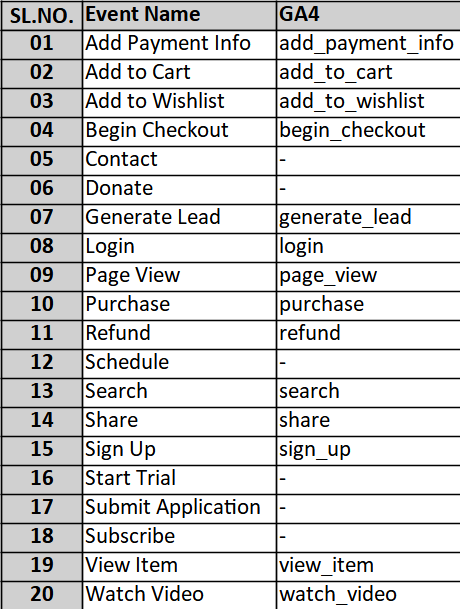 SL.NO. Event Name GA4
01 Add Payment Info add_payment_info
02 Add to Cart add_to_cart
03 Add to Wishlist add_to_wishlist
04 Begin Checkout begin_checkout
05 Contact -
06 Donate -
07 Generate Lead generate_lead
08 Login login
09 Page View page_view
10 Purchase purchase
11 Refund refund
12 Schedule -
13 Search search
14 Share share
15 Sign Up sign_up
16 Start Trial -
17 Submit Application -
18 Subscribe -
19 View Item view_item
20 Watch Video watch_video